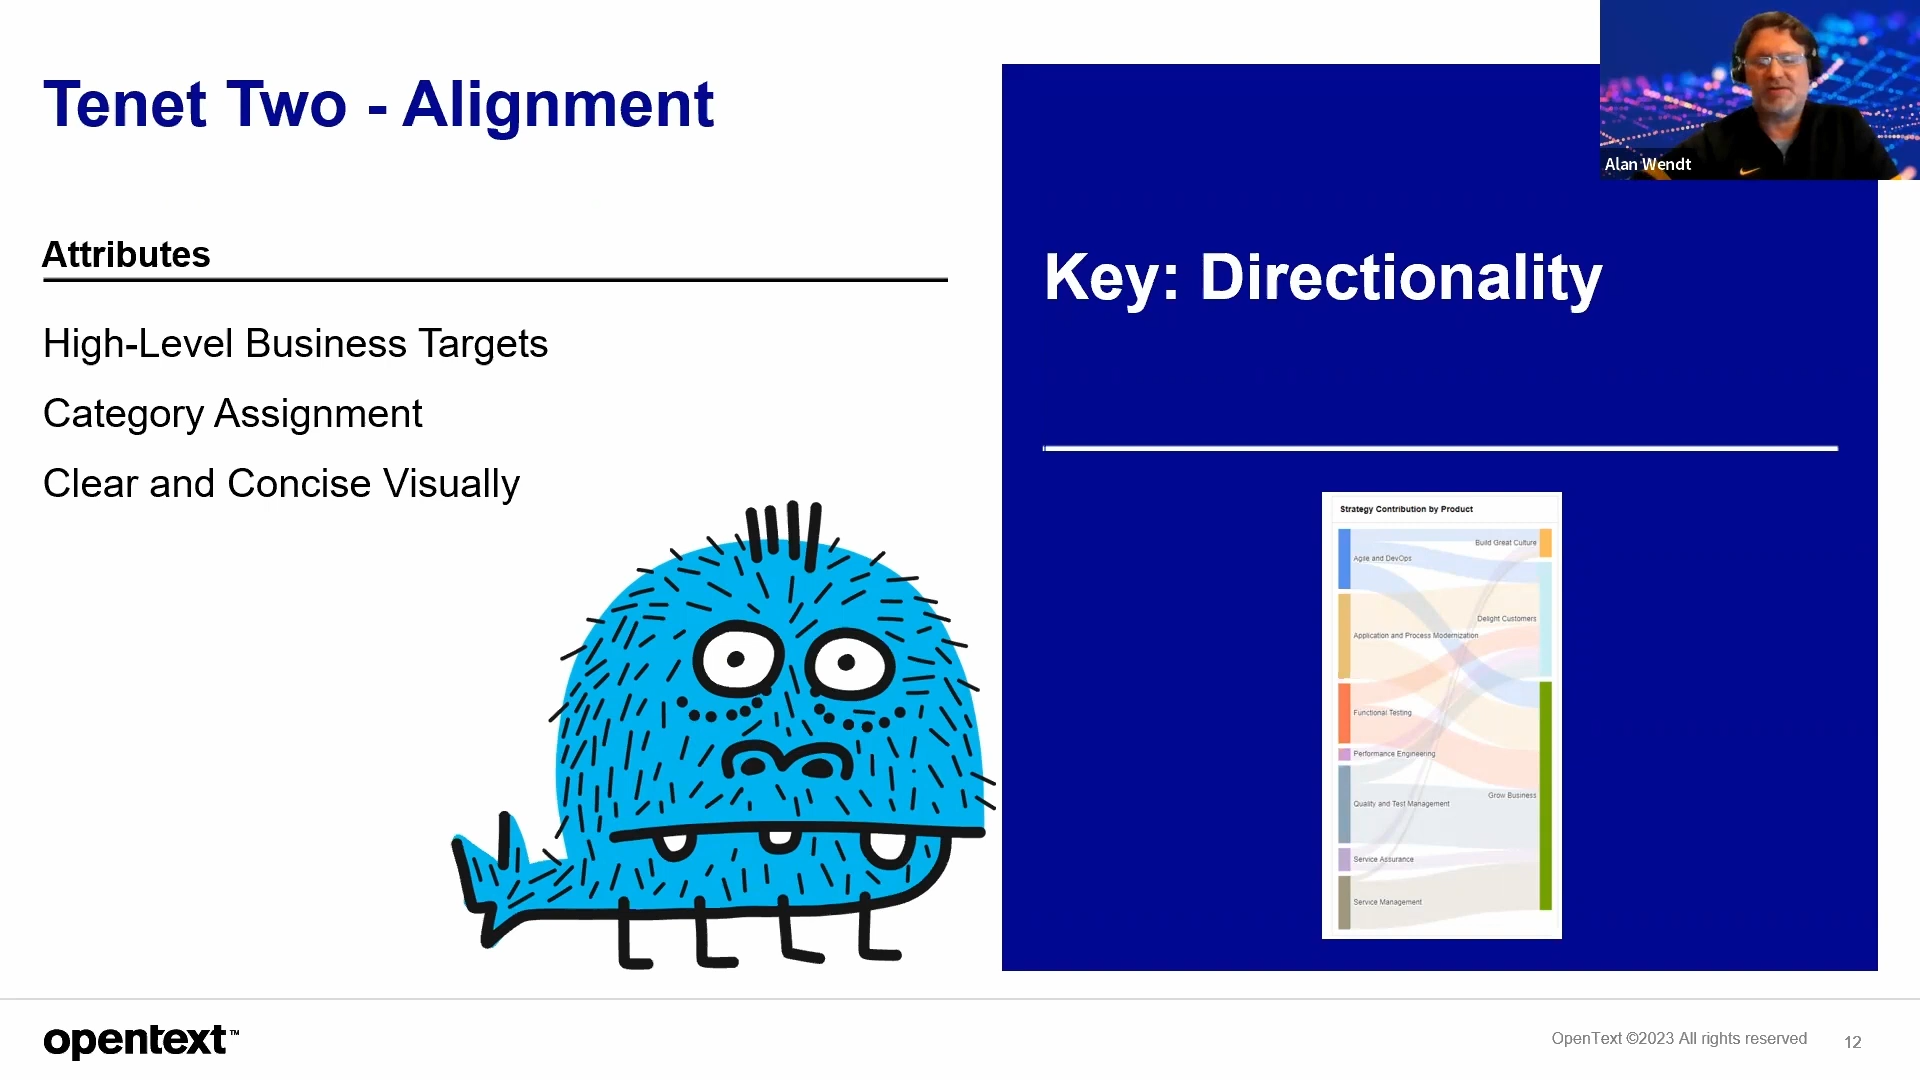 Tenet Two - Alignment
Alan Wendt
Attributes
High-Level Business Targets
Category Assignment
Clear and Concise Visually
Key: Directionality
Strategy Contribution by Product
Build Great Culture
Agile and DevOps
Delight Customers
Application and Process Modernization
Functional Testing
Performance Engineering
Grow Business
Quality and Test Management
Service Assurance
Service Management
opentext™
OpenText ©2023 All rights reserved
12